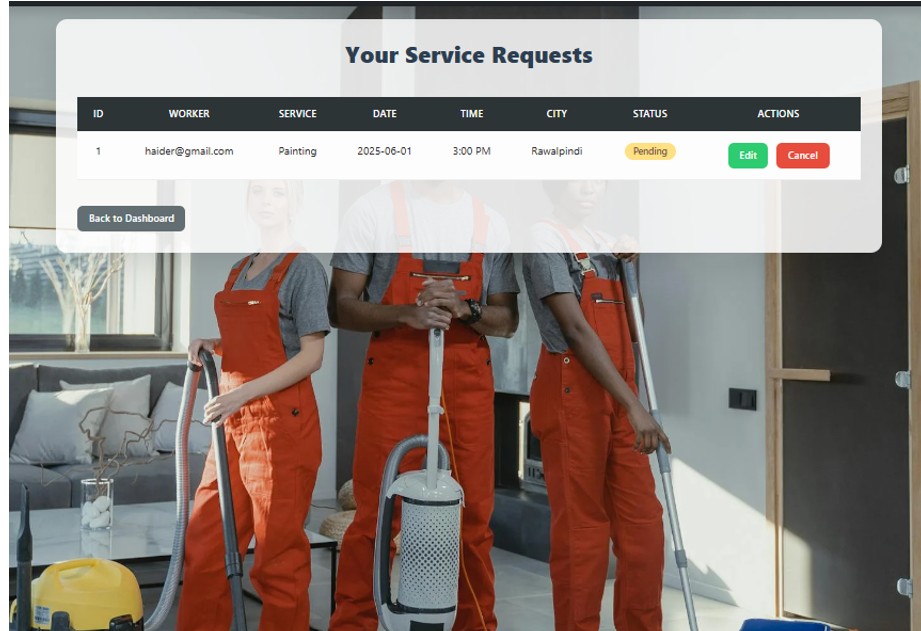 Your Service Requests
ID WORKER SERVICE DATE TIME CITY STATUS ACTIONS
1 haider@gmail.com Painting 2025-06-01 3:00 PM Rawalpindi Pending Edit Cancel
Back to Dashboard